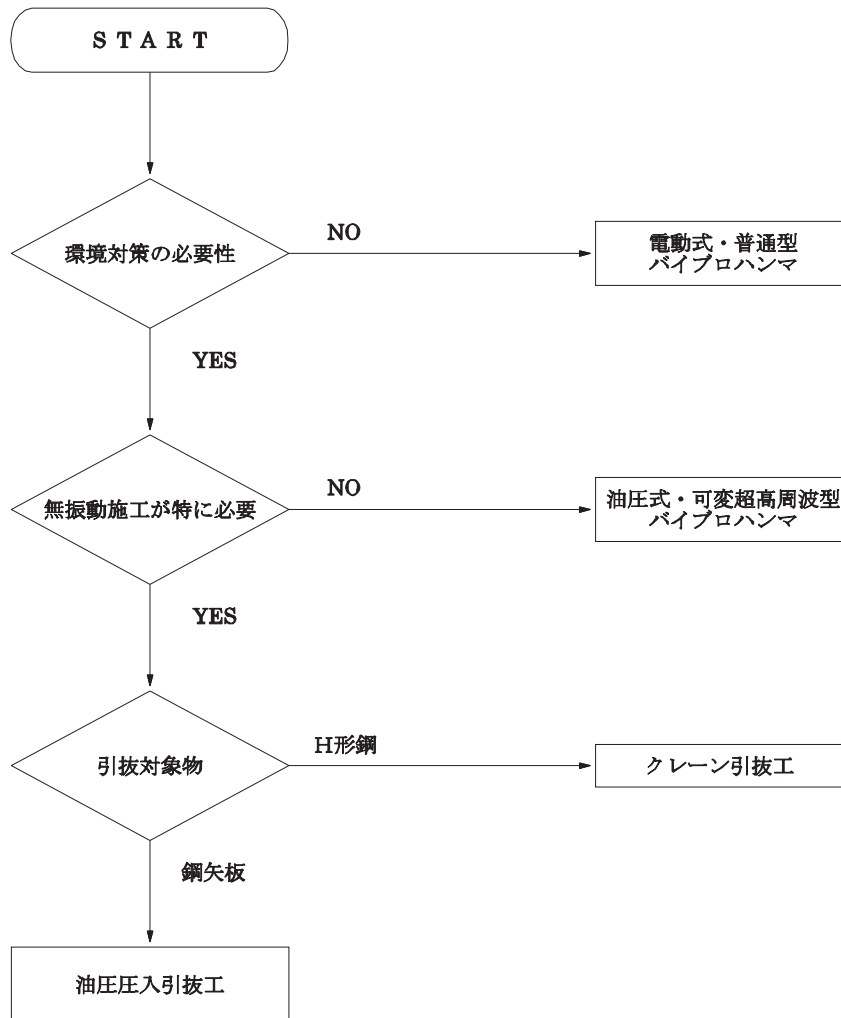 START
環境対策の必要性
NO
電動式・普通型
バイブロハンマ
YES
無振動施工が特に必要
NO
油圧式・可変超高周波型
バイブロハンマ
YES
引抜対象物
H形鋼
クレーン引抜工
鋼矢板
油圧圧入引抜工